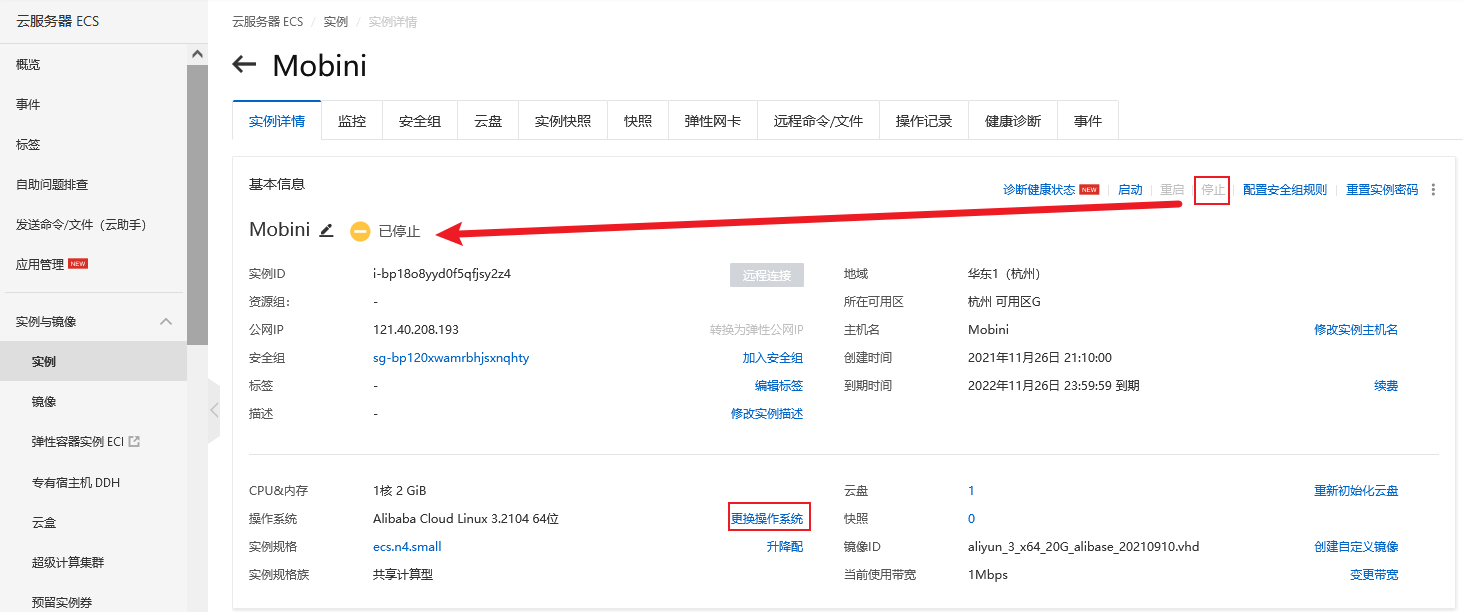 云服务器 ECS
概览
事件
标签
自助问题排查
发送命令/文件（云助手）
应用管理 NEW
实例与镜像
实例
镜像
弹性容器实例 ECI
专有宿主机 DDH
云盒
超级计算集群
预留实例券
云服务器 ECS / 实例 / 实例详情
Mobini
实例详情 监控 安全组 云盘 实例快照 快照 弹性网卡 远程命令/文件 操作记录 健康诊断 事件
基本信息
诊断健康状态 NEW 启动 重启 停止 配置安全组规则 重置实例密码
Mobini 已停止
实例ID i-bp18o8yyd0f5qfjsy2z4 远程连接 地域 华东1（杭州）
资源组: - 所在可用区 杭州 可用区G
公网IP 121.40.208.193 转换为弹性公网IP 主机名 Mobini 修改实例主机名
安全组 sg-bp120xwamrbhjsxnqhty 加入安全组 创建时间 2021年11月26日 21:10:00
标签 - 编辑标签 到期时间 2022年11月26日 23:59:59 到期 续费
描述 - 修改实例描述
CPU&内存 1核 2 GiB 云盘 1 重新初始化云盘
操作系统 Alibaba Cloud Linux 3.2104 64位 更换操作系统 快照 0
实例规格 ecs.n4.small 升降配 镜像ID aliyun_3_x64_20G_alibase_20210910.vhd 创建自定义镜像
实例规格族 共享计算型 当前使用带宽 1Mbps 变更带宽